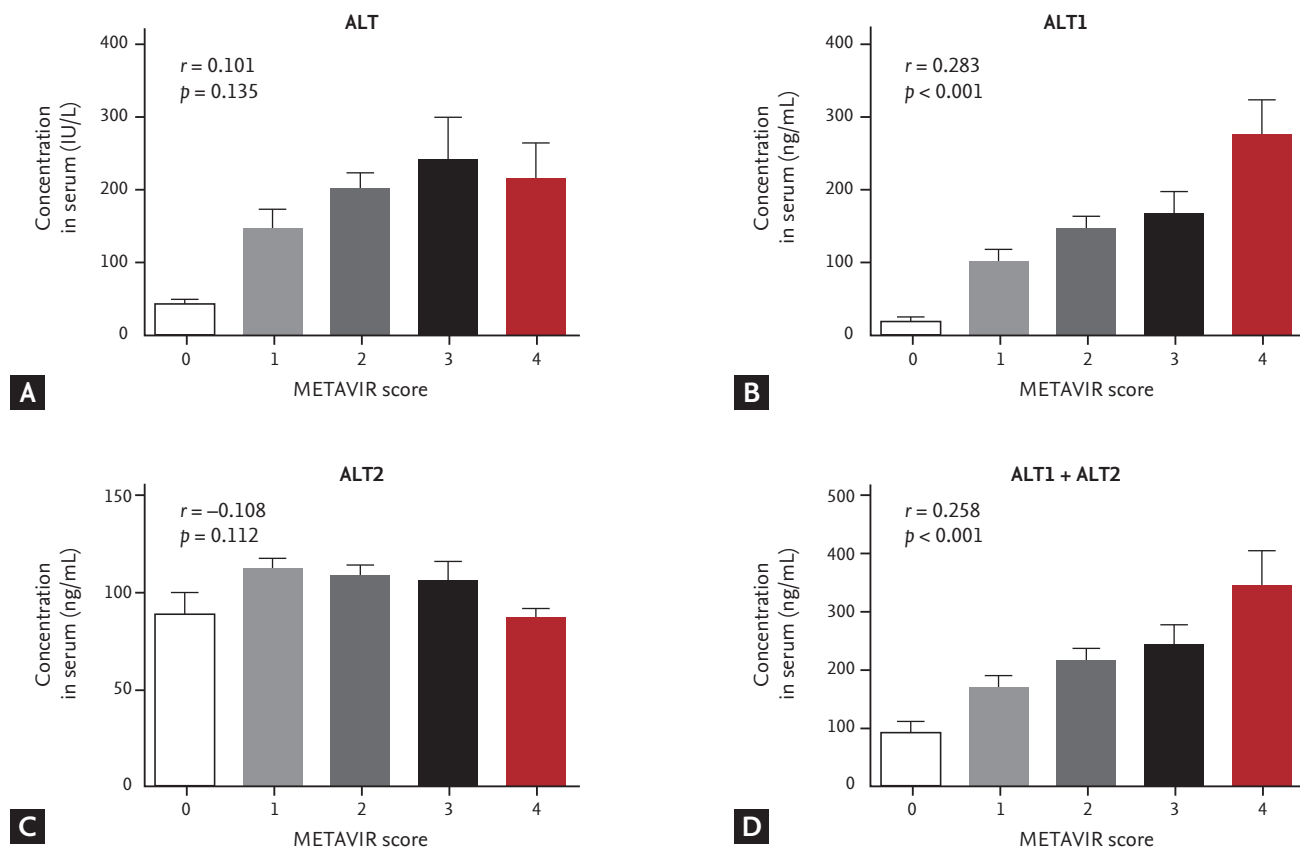 ALT
400
300
200
100
0
Concentration
in serum (IU/L)
r = 0.101
p = 0.135
0 1 2 3 4
METAVIR score
A
ALT1
400
300
200
100
0
Concentration
in serum (ng/mL)
r = 0.283
p < 0.001
0 1 2 3 4
METAVIR score
B
ALT2
150
100
50
0
Concentration
in serum (ng/mL)
r = –0.108
p = 0.112
0 1 2 3 4
METAVIR score
C
ALT1 + ALT2
500
400
300
200
100
0
Concentration
in serum (ng/mL)
r = 0.258
p < 0.001
0 1 2 3 4
METAVIR score
D